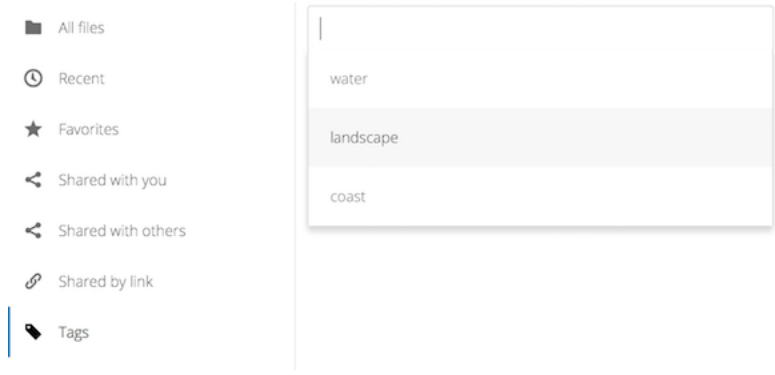 All files
Recent
Favorites
Shared with you
Shared with others
Shared by link
Tags
water
landscape
coast